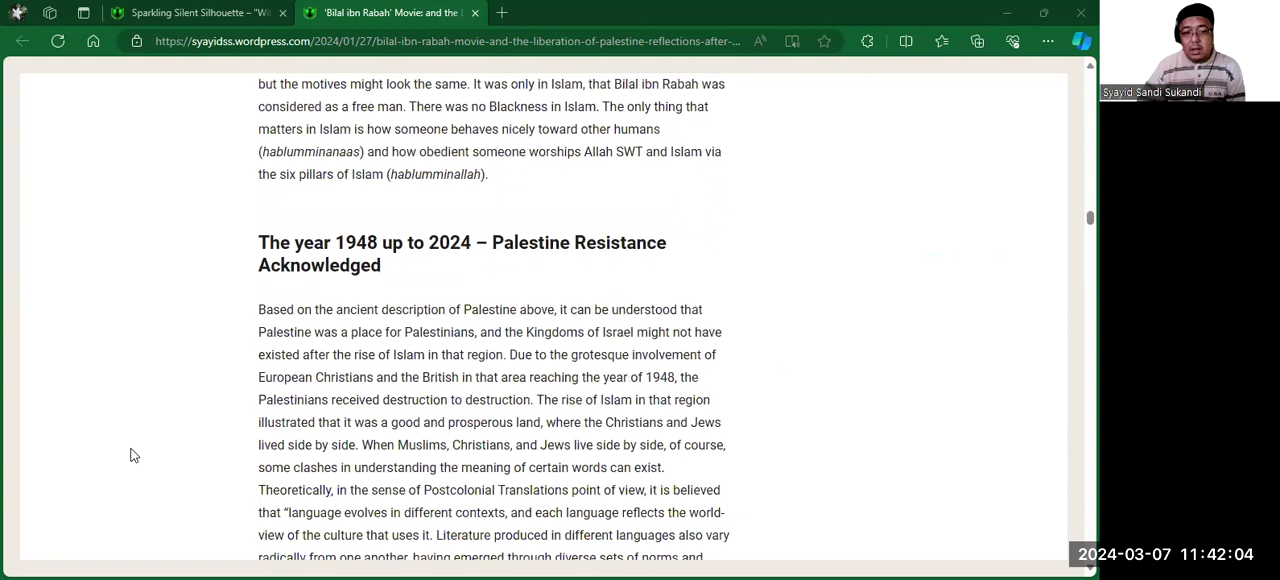 Sparkling Silent Silhouette – "Wi
'Bilal ibn Rabah' Movie: and the L
https://syayidss.wordpress.com/2024/01/27/bilal-ibn-rabah-movie-and-the-liberation-of-palestine-reflections-after-...
Syayid Sandi Sukandi
but the motives might look the same. It was only in Islam, that Bilal ibn Rabah was
considered as a free man. There was no Blackness in Islam. The only thing that
matters in Islam is how someone behaves nicely toward other humans
(hablumminanaas) and how obedient someone worships Allah SWT and Islam via
the six pillars of Islam (hablumminallah).
The year 1948 up to 2024 – Palestine Resistance
Acknowledged
Based on the ancient description of Palestine above, it can be understood that
Palestine was a place for Palestinians, and the Kingdoms of Israel might not have
existed after the rise of Islam in that region. Due to the grotesque involvement of
European Christians and the British in that area reaching the year of 1948, the
Palestinians received destruction to destruction. The rise of Islam in that region
illustrated that it was a good and prosperous land, where the Christians and Jews
lived side by side. When Muslims, Christians, and Jews live side by side, of course,
some clashes in understanding the meaning of certain words can exist.
Theoretically, in the sense of Postcolonial Translations point of view, it is believed
that “language evolves in different contexts, and each language reflects the world-
view of the culture that uses it. Literature produced in different languages also vary
radically from one another, having emerged through diverse sets of norms and
2024-03-07 11:42:04